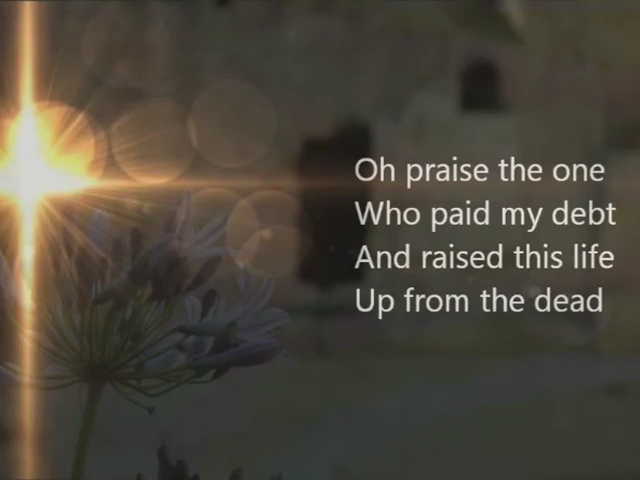 Oh praise the one
Who paid my debt
And raised this life
Up from the dead